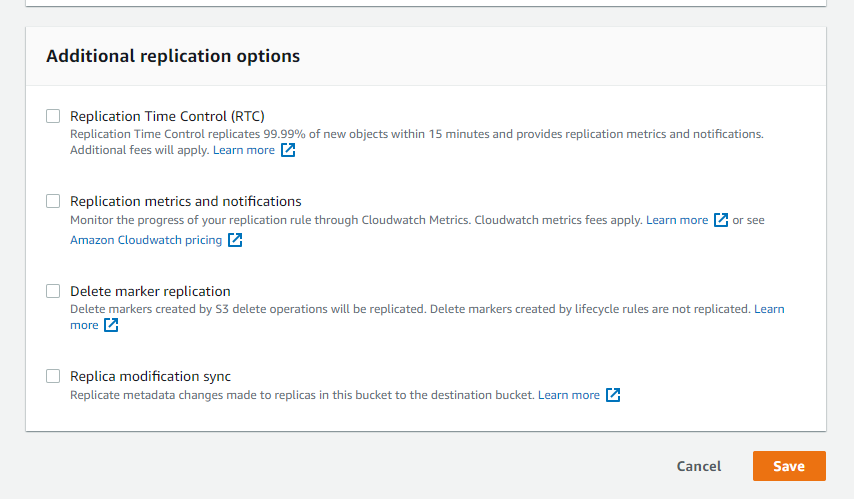 Additional replication options
Replication Time Control (RTC)
Replication Time Control replicates 99.99% of new objects within 15 minutes and provides replication metrics and notifications.
Additional fees will apply. Learn more
Replication metrics and notifications
Monitor the progress of your replication rule through Cloudwatch Metrics. Cloudwatch metrics fees apply. Learn more or see
Amazon Cloudwatch pricing
Delete marker replication
Delete markers created by S3 delete operations will be replicated. Delete markers created by lifecycle rules are not replicated. Learn
more
Replica modification sync
Replicate metadata changes made to replicas in this bucket to the destination bucket. Learn more
Cancel Save